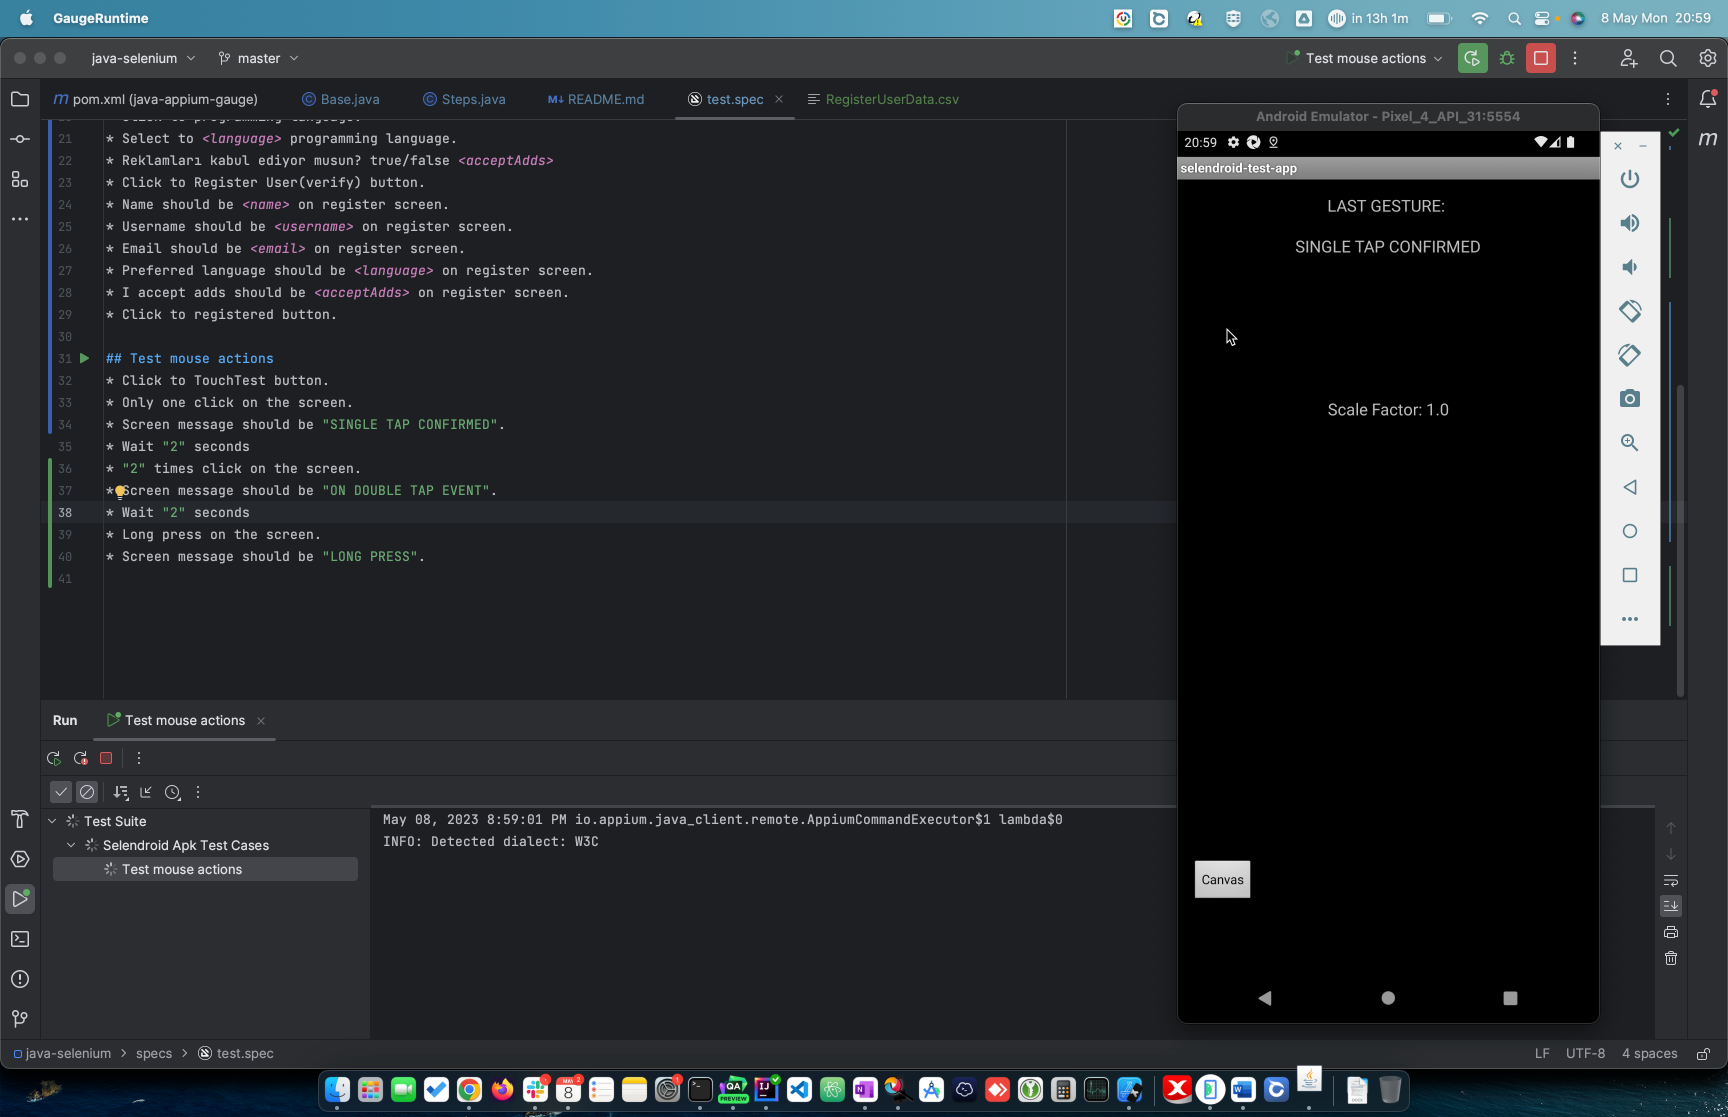 GaugeRuntime
in 13h 1m
8 May Mon 20:59
java-selenium
master
Test mouse actions
pom.xml (java-appium-gauge)
Base.java
Steps.java
README.md
test.spec
RegisterUserData.csv
21 * Select to <language> programming language.
22 * Reklamları kabul ediyor musun? true/false <acceptAdds>
23 * Click to Register User(verify) button.
24 * Name should be <name> on register screen.
25 * Username should be <username> on register screen.
26 * Email should be <email> on register screen.
27 * Preferred language should be <language> on register screen.
28 * I accept adds should be <acceptAdds> on register screen.
29 * Click to registered button.
30
31 ## Test mouse actions
32 * Click to TouchTest button.
33 * Only one click on the screen.
34 * Screen message should be "SINGLE TAP CONFIRMED".
35 * Wait "2" seconds
36 * "2" times click on the screen.
37 * Screen message should be "ON DOUBLE TAP EVENT".
38 * Wait "2" seconds
39 * Long press on the screen.
40 * Screen message should be "LONG PRESS".
41
Android Emulator - Pixel_4_API_31:5554
20:59
selendroid-test-app
LAST GESTURE:
SINGLE TAP CONFIRMED
Scale Factor: 1.0
Canvas
Run
Test mouse actions
Test Suite
Selendroid Apk Test Cases
Test mouse actions
May 08, 2023 8:59:01 PM io.appium.java_client.remote.AppiumCommandExecutor$1 lambda$0
INFO: Detected dialect: W3C
java-selenium > specs > test.spec
LF UTF-8 4 spaces